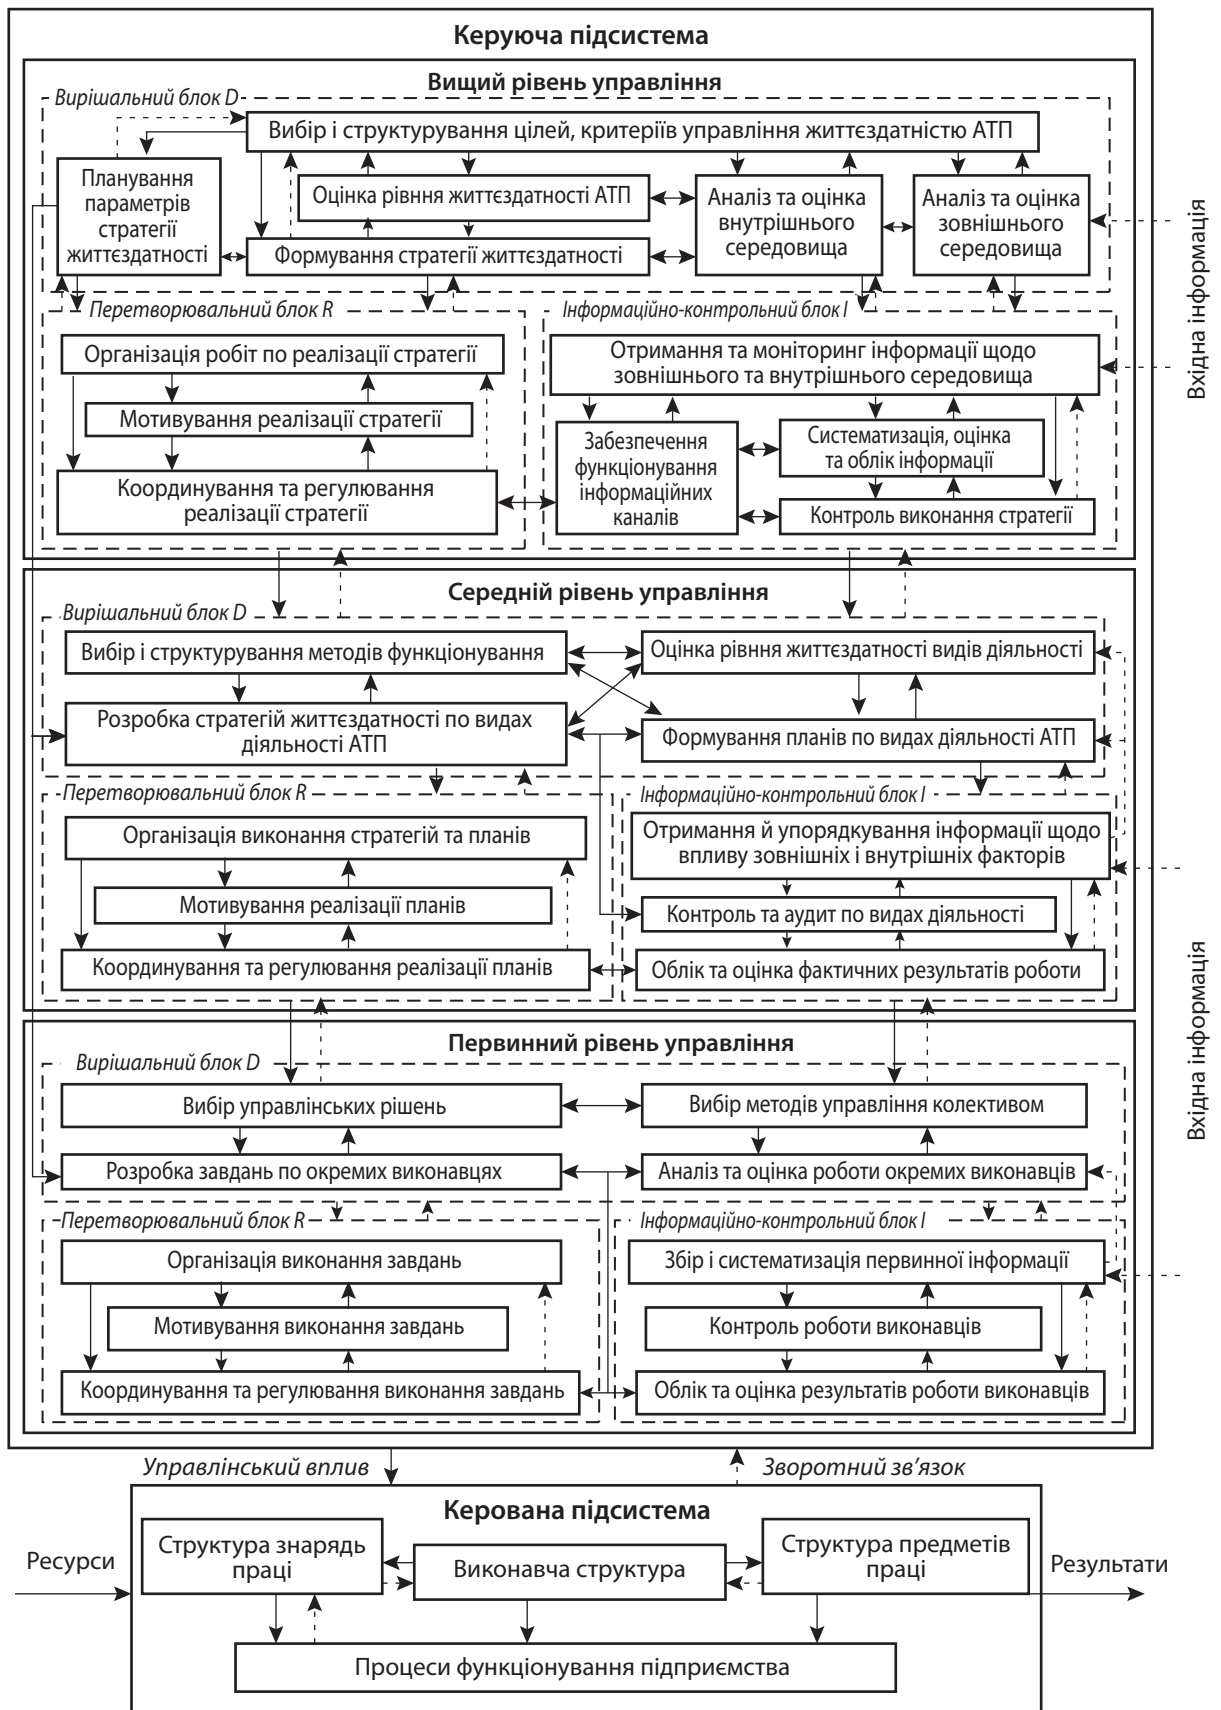 Керуюча підсистема
Вищий рівень управління
Вирішальний блок D
Вибір і структурування цілей, критеріїв управління життєздатністю АТП
Планування
параметрів
стратегії
життєздатності
Оцінка рівня життєздатності АТП
Формування стратегії життєздатності
Аналіз та оцінка
внутрішнього
середовища
Аналіз та оцінка
зовнішнього
середовища
Вхідна інформація
Перетворювальний блок R
Організація робіт по реалізації стратегії
Мотивування реалізації стратегії
Координування та регулювання
реалізації стратегії
Інформаційно-контрольний блок I
Отримання та моніторинг інформації щодо
зовнішнього та внутрішнього середовища
Забезпечення
функціонування
інформаційних
каналів
Систематизація, оцінка
та облік інформації
Контроль виконання стратегії
Середній рівень управління
Вирішальний блок D
Вибір і структурування методів функціонування
Оцінка рівня життєздатності видів діяльності
Розробка стратегій життєздатності по видах
діяльності АТП
Формування планів по видах діяльності АТП
Перетворювальний блок R
Організація виконання стратегій та планів
Мотивування реалізації планів
Координування та регулювання реалізації планів
Інформаційно-контрольний блок I
Отримання й упорядкування інформації щодо
впливу зовнішніх і внутрішніх факторів
Контроль та аудит по видах діяльності
Облік та оцінка фактичних результатів роботи
Вхідна інформація
Первинний рівень управління
Вирішальний блок D
Вибір управлінських рішень
Вибір методів управління колективом
Розробка завдань по окремих виконавцях
Аналіз та оцінка роботи окремих виконавців
Перетворювальний блок R
Організація виконання завдань
Мотивування виконання завдань
Координування та регулювання виконання завдань
Інформаційно-контрольний блок I
Збір і систематизація первинної інформації
Контроль роботи виконавців
Облік та оцінка результатів роботи виконавців
Управлінський вплив
Зворотний зв'язок
Керована підсистема
Ресурси
Структура знарядь
праці
Виконавча структура
Структура предметів
праці
Результати
Процеси функціонування підприємства